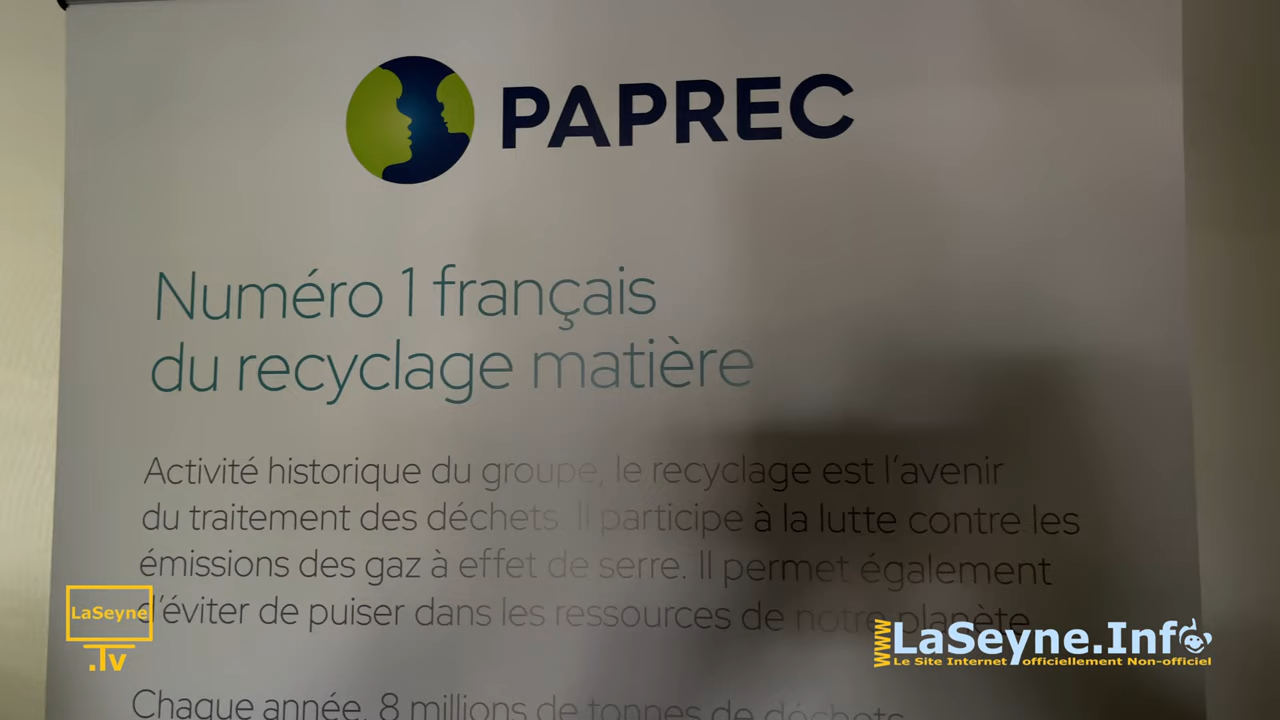 PAPREC
Numéro 1 français
du recyclage matière
Activité historique du groupe, le recyclage est l'avenir
du traitement des déchets. Il participe à la lutte contre les
émissions des gaz à effet de serre. Il permet également
d'éviter de puiser dans les ressources de notre planète.
Chaque année, 8 millions de tonnes de déchets
LaSeyne
.Tv
WWW
LaSeyne.Info
Le Site Internet officiellement Non-officiel